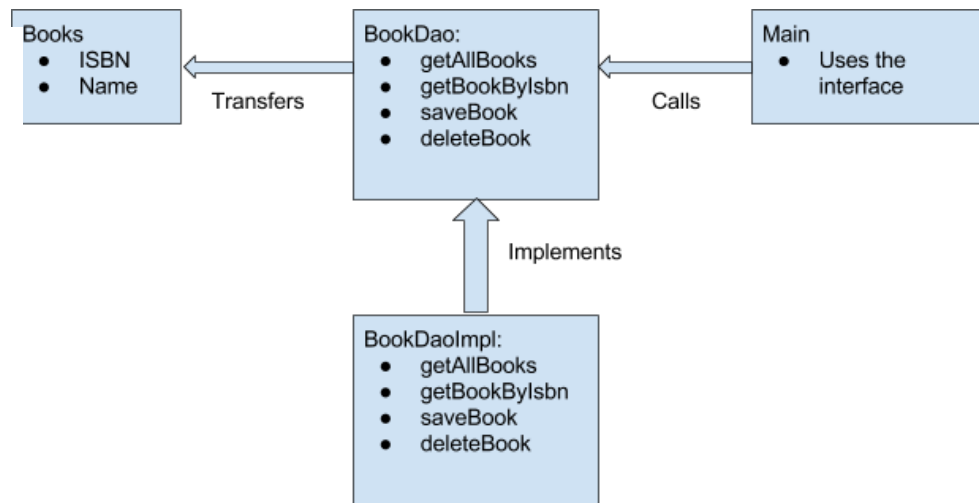 Books
● ISBN
● Name
Transfers
BookDao:
● getAllBooks
● getBookByIsbn
● saveBook
● deleteBook
Calls
Main
● Uses the
interface
Implements
BookDaoImpl:
● getAllBooks
● getBookByIsbn
● saveBook
● deleteBook